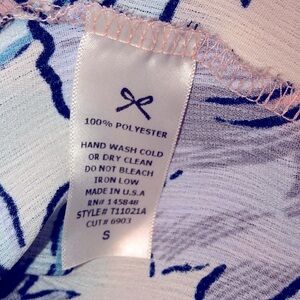 100% POLYESTER
HAND WASH COLD
OR DRY CLEAN
DO NOT BLEACH
IRON LOW
MADE IN U.S.A
RN# 145848
STYLE# T11021A
CUT# 6903
S